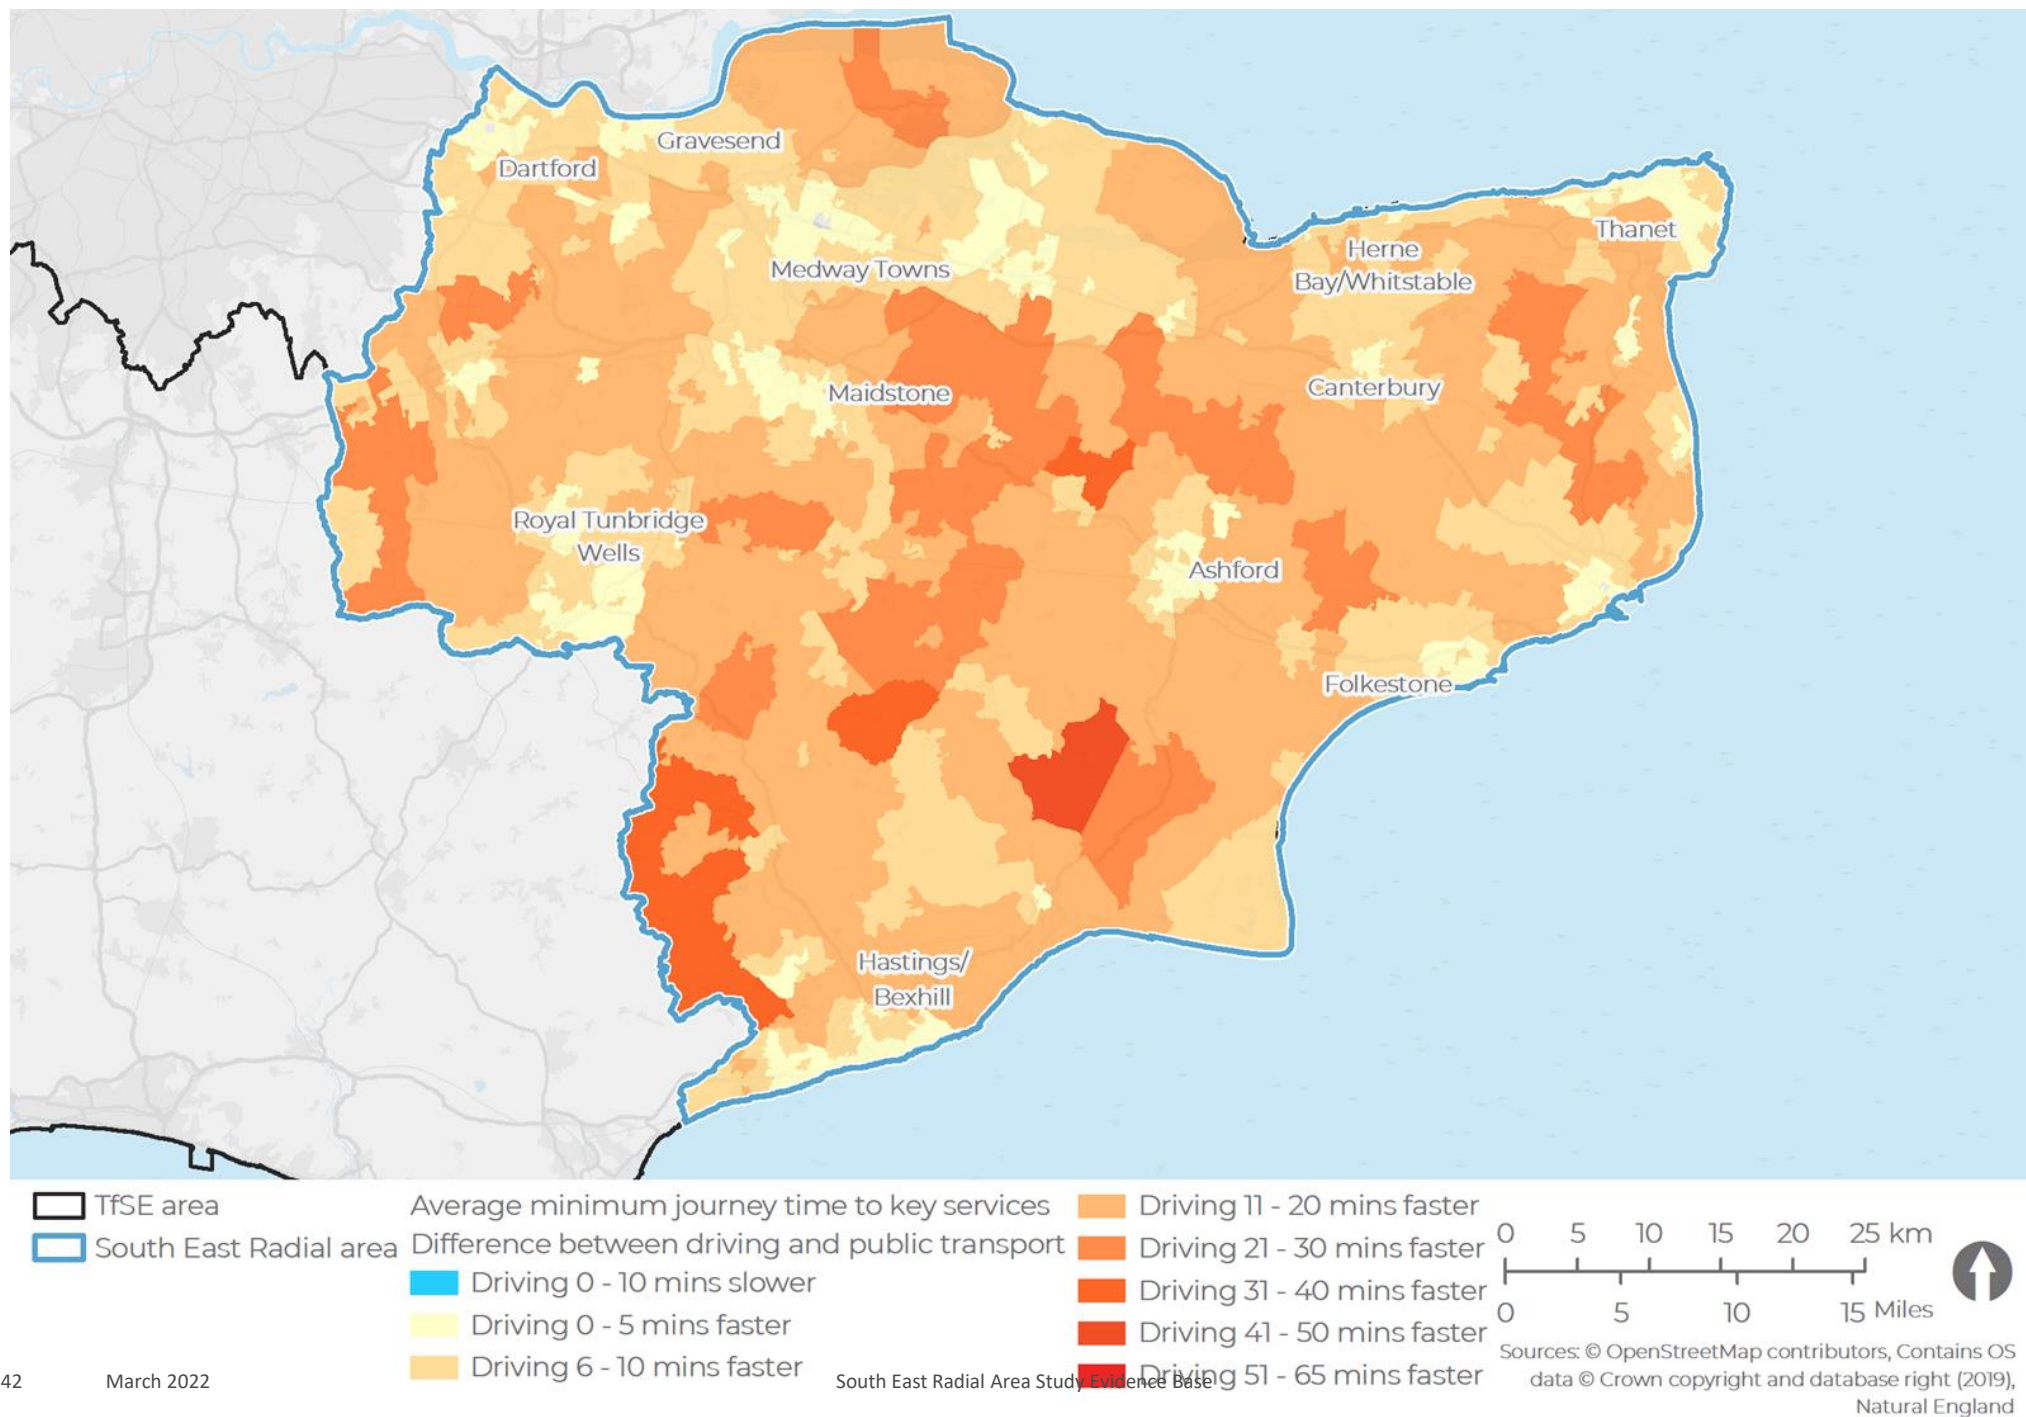 Gravesend
Dartford
Thanet
Herne
Bay/Whitstable
Medway Towns
Canterbury
Maidstone
Royal Tunbridge
Wells
Ashford
Folkestone
Hastings/
Bexhill
TfSE area
South East Radial area
Average minimum journey time to key services
Difference between driving and public transport
Driving 0 - 10 mins slower
Driving 0 - 5 mins faster
Driving 6 - 10 mins faster
Driving 11 - 20 mins faster
Driving 21 - 30 mins faster
Driving 31 - 40 mins faster
Driving 41 - 50 mins faster
Driving 51 - 65 mins faster
0 5 10 15 20 25 km
0 5 10 15 Miles
Sources: © OpenStreetMap contributors, Contains OS
data © Crown copyright and database right (2019),
Natural England
42 March 2022 South East Radial Area Study Evidence Base